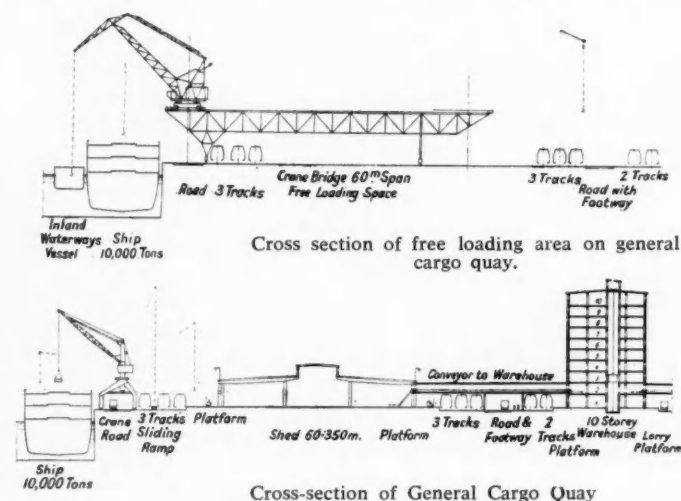 Road 3 Tracks
Crane Bridge 60m Span
Free Loading Space
3 Tracks
2 Tracks
Road with
Footway
Inland
Waterways
Vessel
Ship
10,000 Tons
Cross section of free loading area on general
cargo quay.
Conveyor to Warehouse
Crane
Road
3 Tracks
Sliding
Ramp
Platform
Shed 60·350m.
Platform
3 Tracks
Road &
Footway
2
Tracks
Platform
10 Storey
Warehouse
Lorry
Platform
Ship
10,000 Tons
Cross-section of General Cargo Quay